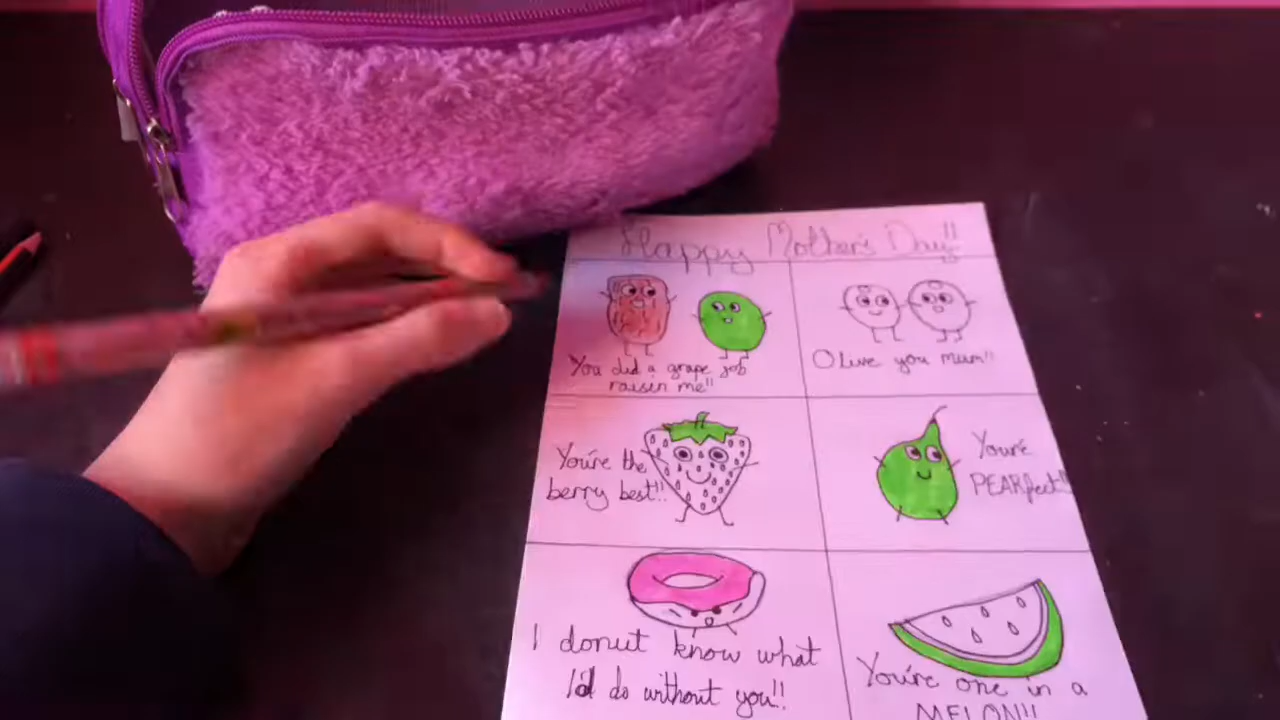 Happy Mother's Day!!
You did a grape job
raisin me!!
Olive you mum!!
You're the
berry best!!
You're
PEARfect!!
I donut know what
I'd do without you!!
You're one in a
MELON!!